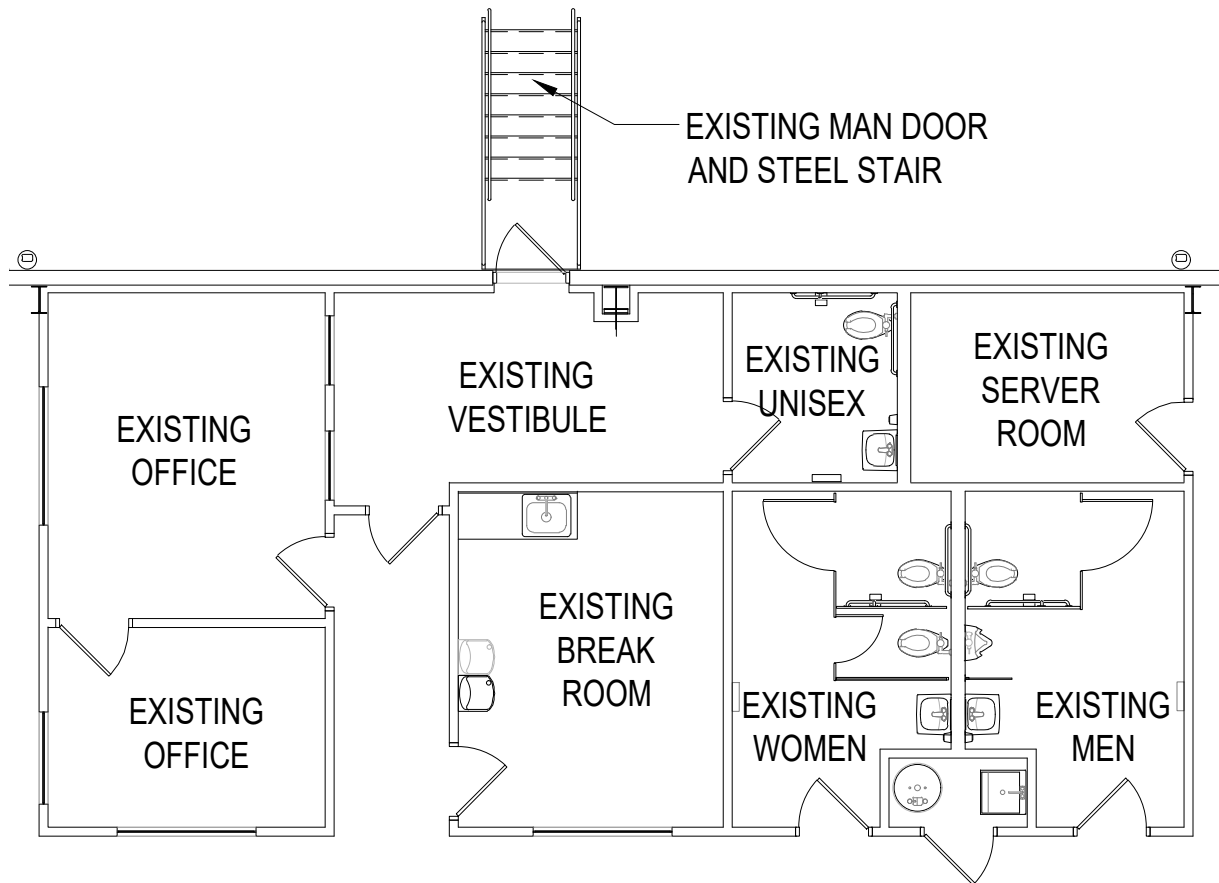 EXISTING MAN DOOR
AND STEEL STAIR
EXISTING
OFFICE
EXISTING
VESTIBULE
EXISTING
UNISEX
EXISTING
SERVER
ROOM
EXISTING
BREAK
ROOM
EXISTING
OFFICE
EXISTING
WOMEN
EXISTING
MEN